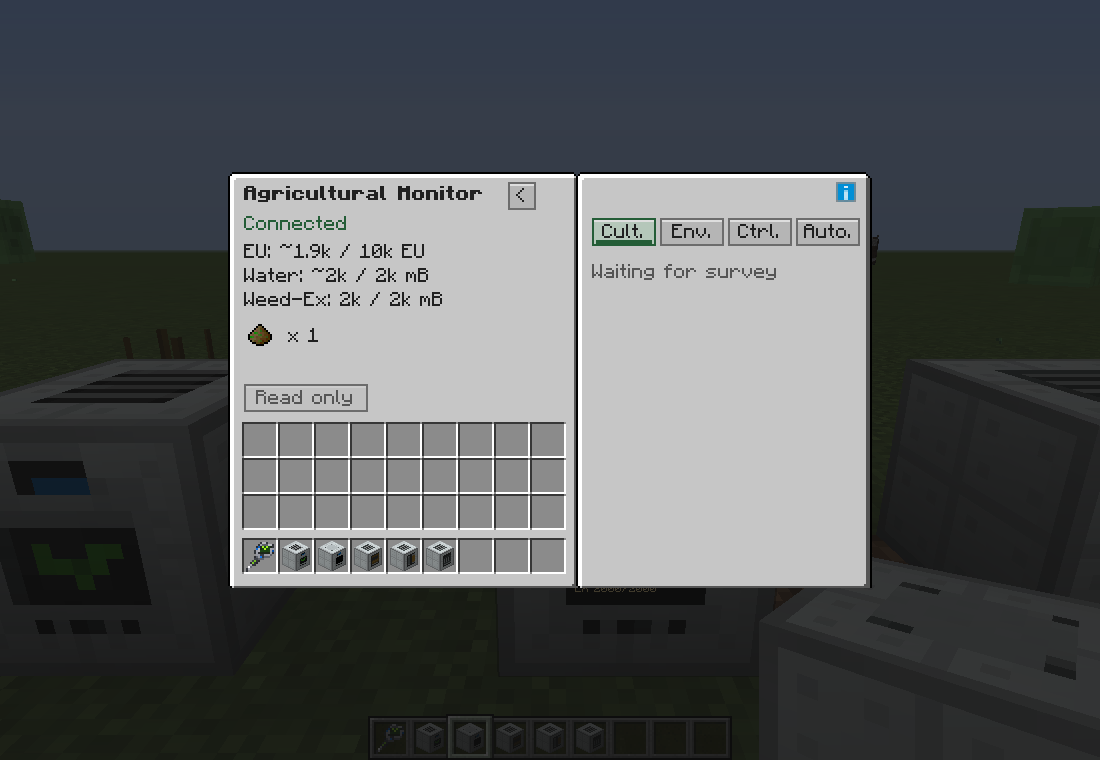 Agricultural Monitor
<
Connected
EU: ~1.9k / 10k EU
Water: ~2k / 2k mB
Weed-Ex: 2k / 2k mB
x 1
Read only
i
Cult. Env. Ctrl. Auto.
Waiting for survey